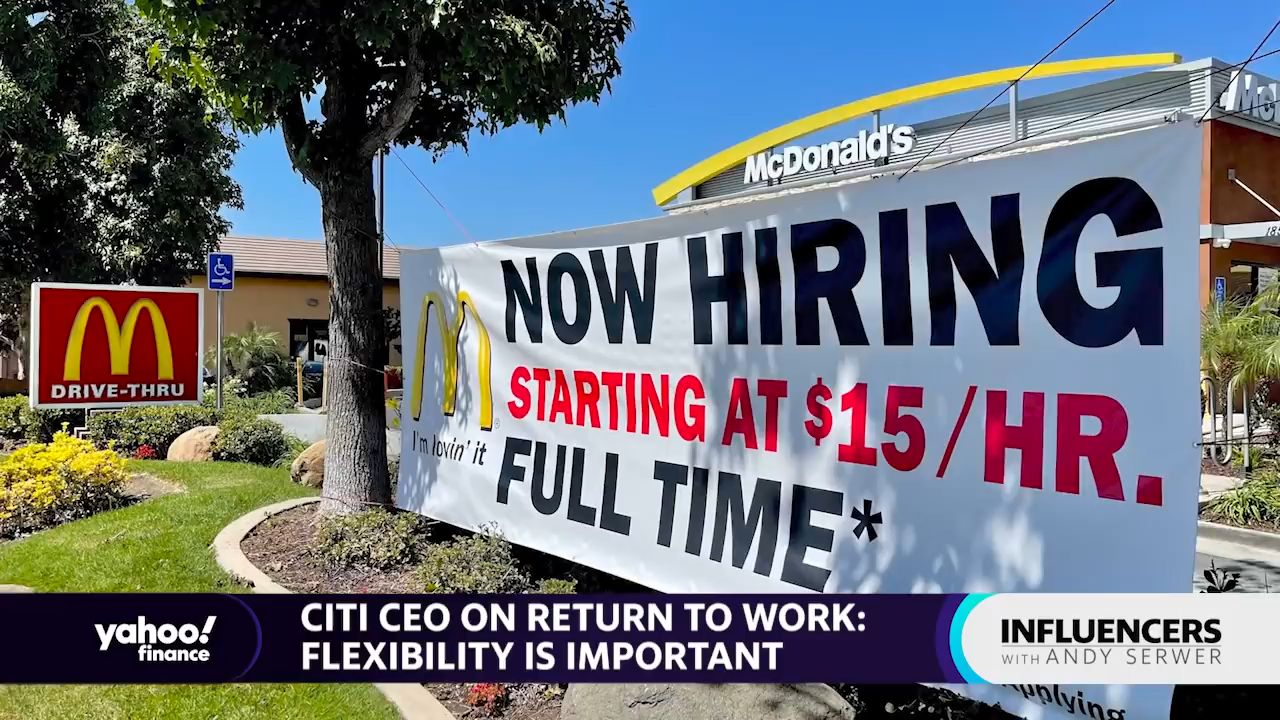 McDonald's
NOW HIRING
STARTING AT $15/HR.
FULL TIME*
I'm lovin' it
DRIVE-THRU
yahoo!
finance
CITI CEO ON RETURN TO WORK:
FLEXIBILITY IS IMPORTANT
INFLUENCERS
WITH ANDY SERWER
Applying